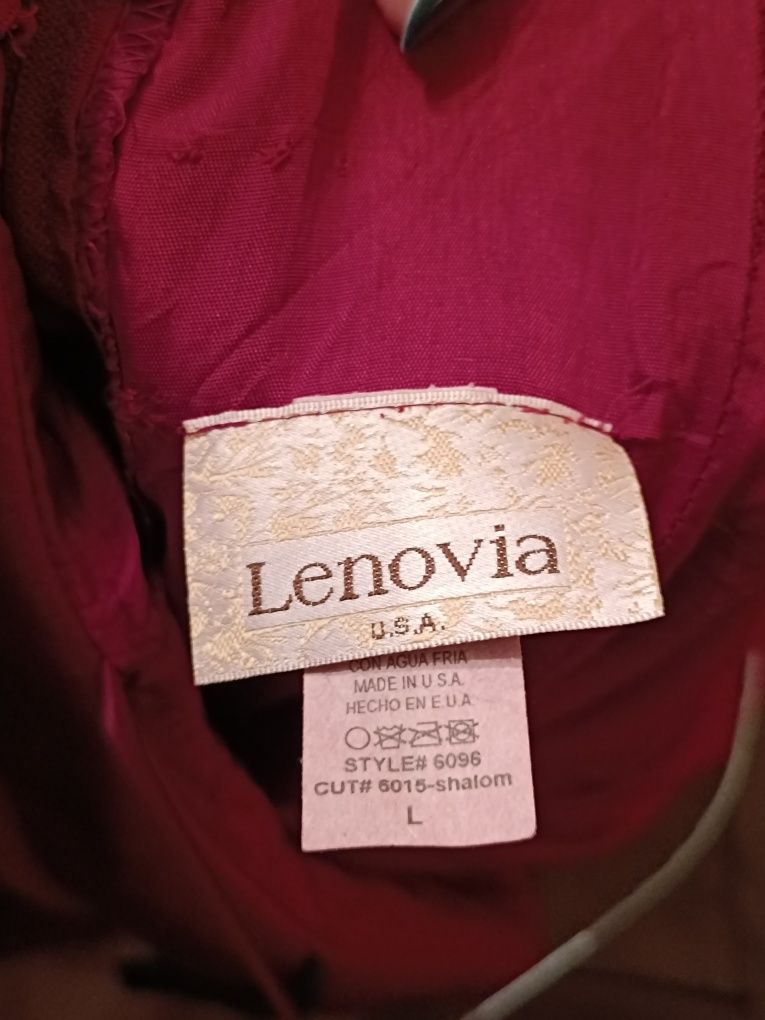 Lenovia
U.S.A.
CON AGUA FRIA
MADE IN U S.A.
HECHO EN E.U.A.
STYLE# 6096
CUT# 6015-shalom
L